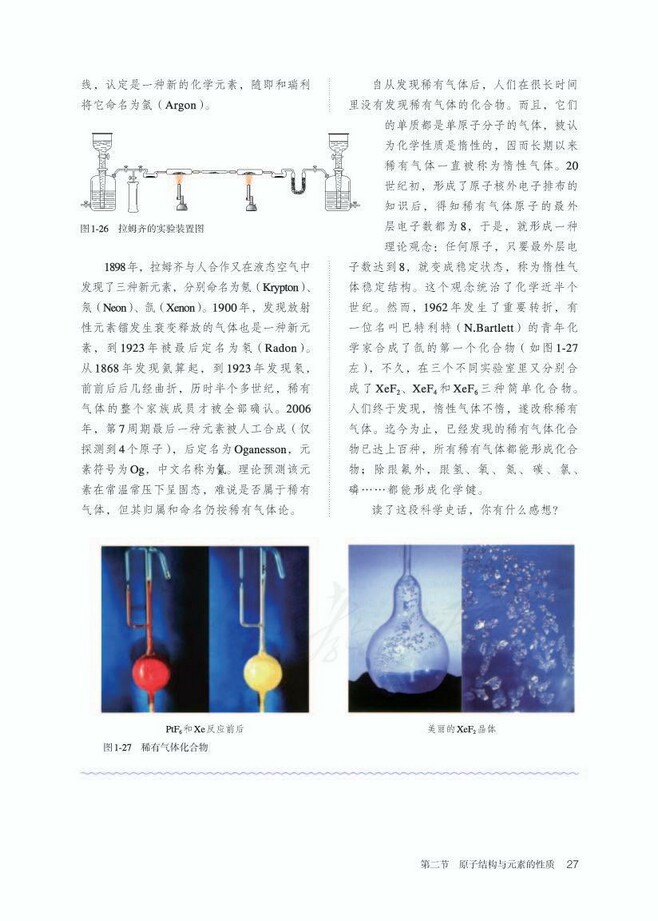 线，认定是一种新的化学元素，随即和瑞利
将它命名为氩（Argon）。
图1-26 拉姆齐的实验装置图
1898年，拉姆齐与人合作又在液态空气中
发现了三种新元素，分别命名为氪（Krypton）、
氖（Neon）、氙（Xenon）。1900年，发现放射
性元素镭发生衰变释放的气体也是一种新元
素，到1923年被最后定名为氡（Radon）。
从1868年发现氦算起，到1923年发现氡，
前前后后几经曲折，历时半个多世纪，稀有
气体的整个家族成员才被全部确认。2006
年，第7周期最后一种元素被人工合成（仅
探测到4个原子），后定名为Oganesson，元
素符号为Og，中文名称为鿫。理论预测该元
素在常温常压下呈固态，难说是否属于稀有
气体，但其归属和命名仍按稀有气体论。
自从发现稀有气体后，人们在很长时间
里没有发现稀有气体的化合物。而且，它们
的单质都是单原子分子的气体，被认
为化学性质是惰性的，因而长期以来
稀有气体一直被称为惰性气体。20
世纪初，形成了原子核外电子排布的
知识后，得知稀有气体原子的最外
层电子数都为8，于是，就形成一种
理论观念：任何原子，只要最外层电
子数达到8，就变成稳定状态，称为惰性气
体稳定结构。这个观念统治了化学近半个
世纪。然而，1962年发生了重要转折，有
一位名叫巴特利特（N.Bartlett）的青年化
学家合成了氙的第一个化合物（如图1-27
左），不久，在三个不同实验室里又分别合
成了XeF₂、XeF₄和XeF₆三种简单化合物。
人们终于发现，惰性气体不惰，遂改称稀有
气体。迄今为止，已经发现的稀有气体化合
物已达上百种，所有稀有气体都能形成化合
物；除跟氟外，跟氢、氧、氮、碳、氯、
磷……都能形成化学键。
读了这段科学史话，你有什么感想？
PtF₆和Xe反应前后
美丽的XeF₂晶体
图1-27 稀有气体化合物
第二节 原子结构与元素的性质 27